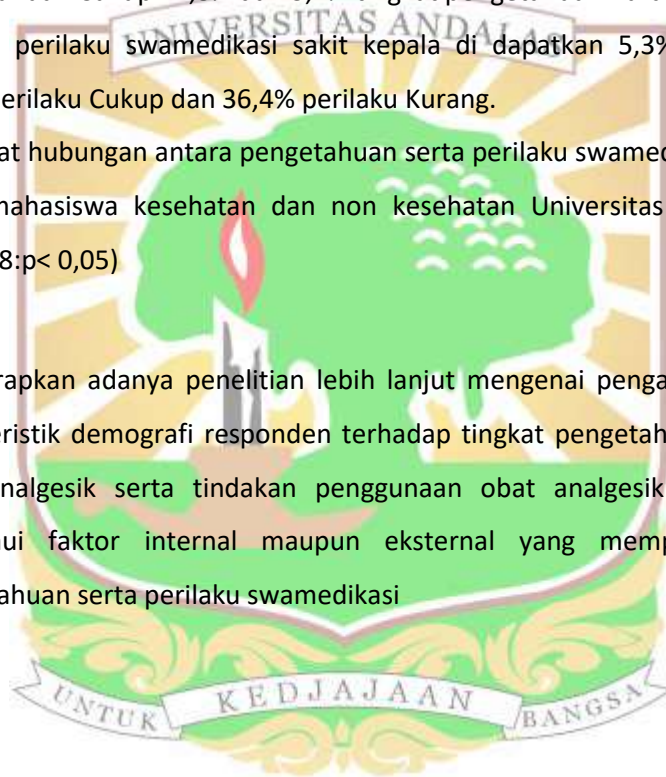 UNIVERSITAS ANDALAS
perilaku swamedikasi sakit kepala di dapatkan 5,3%
erilaku Cukup dan 36,4% perilaku Kurang.
at hubungan antara pengetahuan serta perilaku swamed
mahasiswa kesehatan dan non kesehatan Universitas
8:p< 0,05)
rapkan adanya penelitian lebih lanjut mengenai penga
eristik demografi responden terhadap tingkat pengetah
nalgesik serta tindakan penggunaan obat analgesik
ui faktor internal maupun eksternal yang memp
ahuan serta perilaku swamedikasi
UNTUK KEDJAJAAN BANGSA